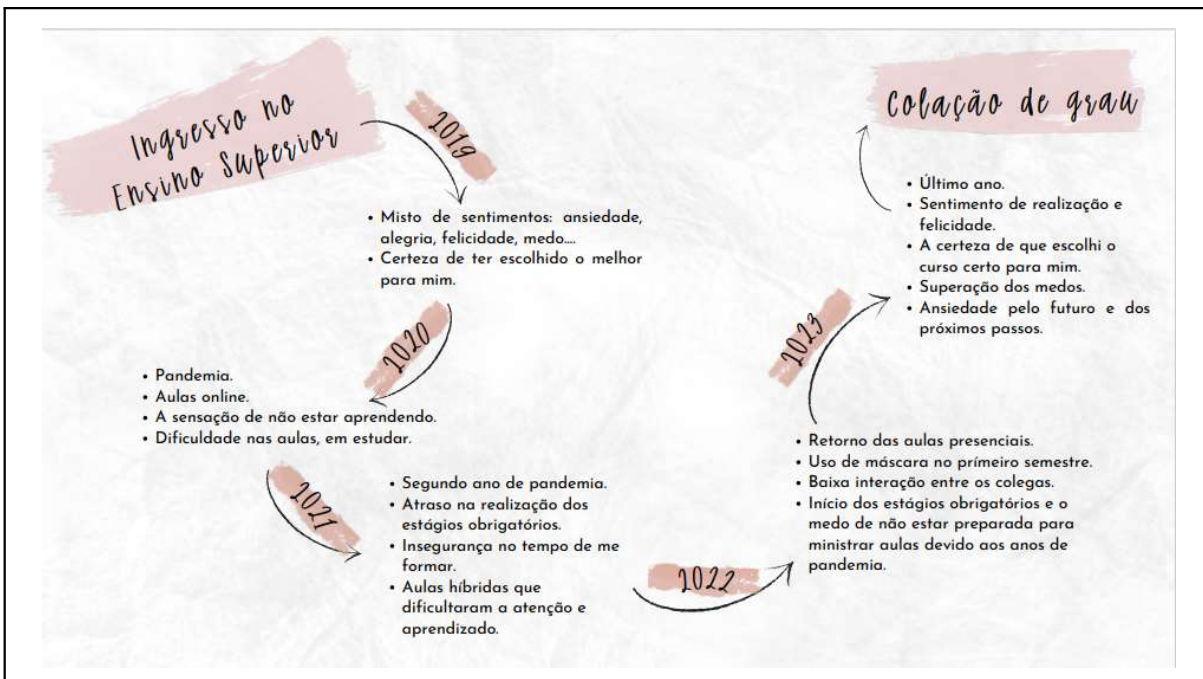 Ingresso no
Ensino Superior
2019
• Misto de sentimentos: ansiedade,
alegria, felicidade, medo....
• Certeza de ter escolhido o melhor
para mim.
2020
• Pandemia.
• Aulas online.
• A sensação de não estar aprendendo.
• Dificuldade nas aulas, em estudar.
2021
• Segundo ano de pandemia.
• Atraso na realização dos
estágios obrigatórios.
• Insegurança no tempo de me
formar.
• Aulas híbridas que
dificultaram a atenção e
aprendizado.
2022
• Retorno das aulas presenciais.
• Uso de máscara no prímeiro semestre.
• Baixa interação entre os colegas.
• Início dos estágios obrigatórios e o
medo de não estar preparada para
ministrar aulas devido aos anos de
pandemia.
2023
• Último ano.
• Sentimento de realização e
felicidade.
• A certeza de que escolhi o
curso certo para mim.
• Superação dos medos.
• Ansiedade pelo futuro e dos
próximos passos.
Colação de grau